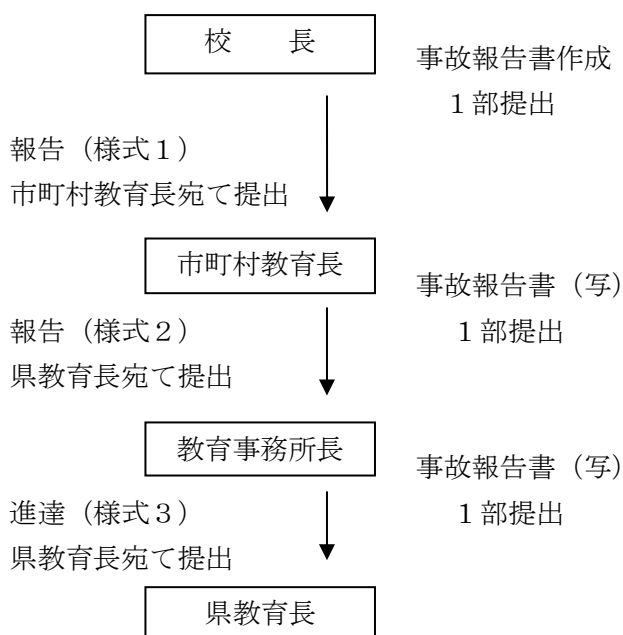 校　　長
事故報告書作成
１部提出
報告（様式１）
市町村教育長宛て提出
市町村教育長
事故報告書（写）
１部提出
報告（様式２）
県教育長宛て提出
教育事務所長
事故報告書（写）
１部提出
進達（様式３）
県教育長宛て提出
県教育長